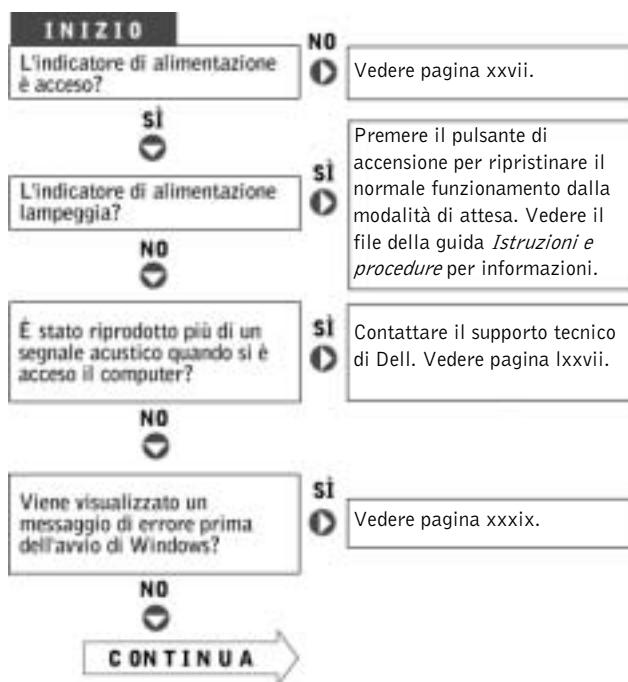 INIZIO
L'indicatore di alimentazione
è acceso?
NO
Vedere pagina xxvii.
SÌ
L'indicatore di alimentazione
lampeggia?
SÌ
Premere il pulsante di
accensione per ripristinare il
normale funzionamento dalla
modalità di attesa. Vedere il
file della guida Istruzioni e
procedure per informazioni.
NO
È stato riprodotto più di un
segnale acustico quando si è
acceso il computer?
SÌ
Contattare il supporto tecnico
di Dell. Vedere pagina lxxvii.
NO
Viene visualizzato un
messaggio di errore prima
dell'avvio di Windows?
SÌ
Vedere pagina xxxix.
NO
CONTINUA